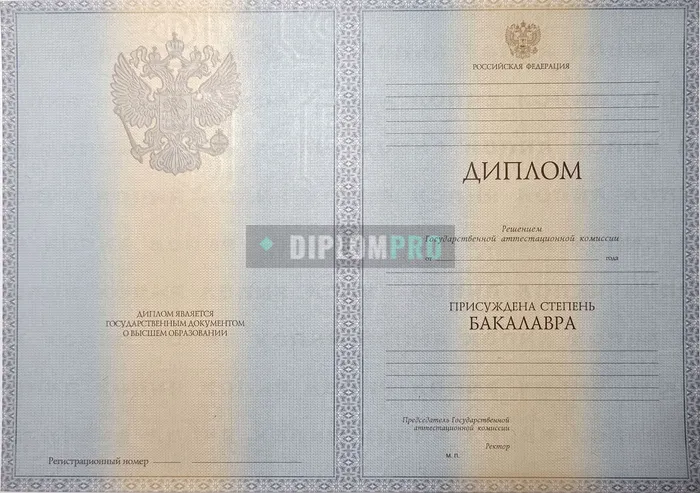 ДИПЛОМ ЯВЛЯЕТСЯ
ГОСУДАРСТВЕННЫМ ДОКУМЕНТОМ
О ВЫСШЕМ ОБРАЗОВАНИИ
Регистрационный номер
РОССИЙСКАЯ ФЕДЕРАЦИЯ
ДИПЛОМ
Решением
Государственной аттестационной комиссии
от года
ПРИСУЖДЕНА СТЕПЕНЬ
БАКАЛАВРА
Председатель Государственной
аттестационной комиссии
Ректор
М. П.
DIPLOMPRO